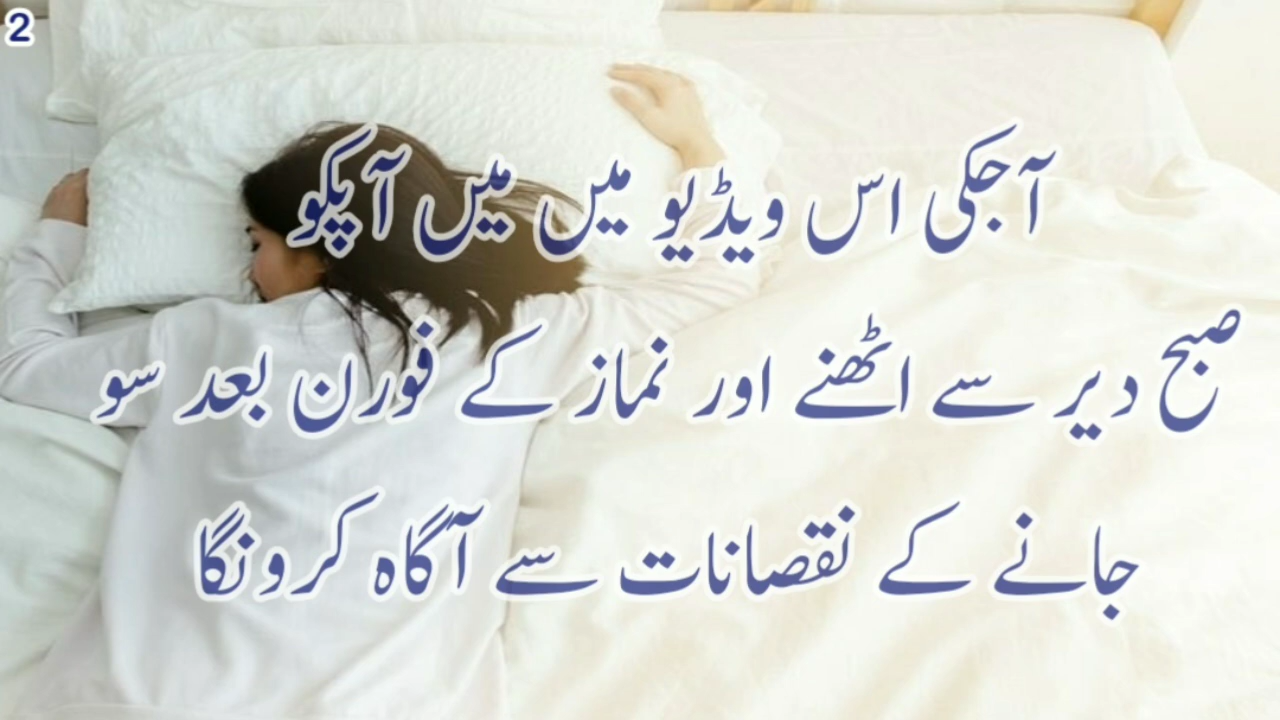 2
آجکی اس ویڈیو میں میں آپکو
صبح دیر سے اٹھنے اور نماز کے فورن بعد سو
جانے کے نقصانات سے آگاہ کرونگا